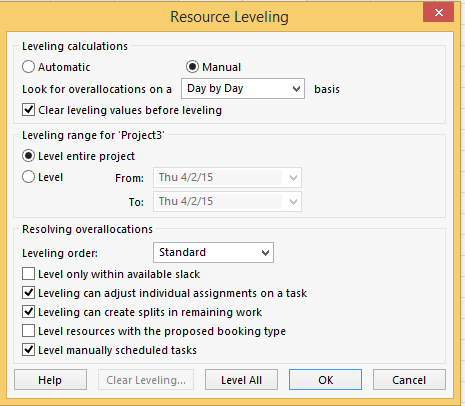 Resource Leveling
Leveling calculations
Automatic Manual
Look for overallocations on a Day by Day basis
Clear leveling values before leveling
Leveling range for 'Project3'
Level entire project
Level From: Thu 4/2/15
To: Thu 4/2/15
Resolving overallocations
Leveling order: Standard
Level only within available slack
Leveling can adjust individual assignments on a task
Leveling can create splits in remaining work
Level resources with the proposed booking type
Level manually scheduled tasks
Help Clear Leveling... Level All OK Cancel